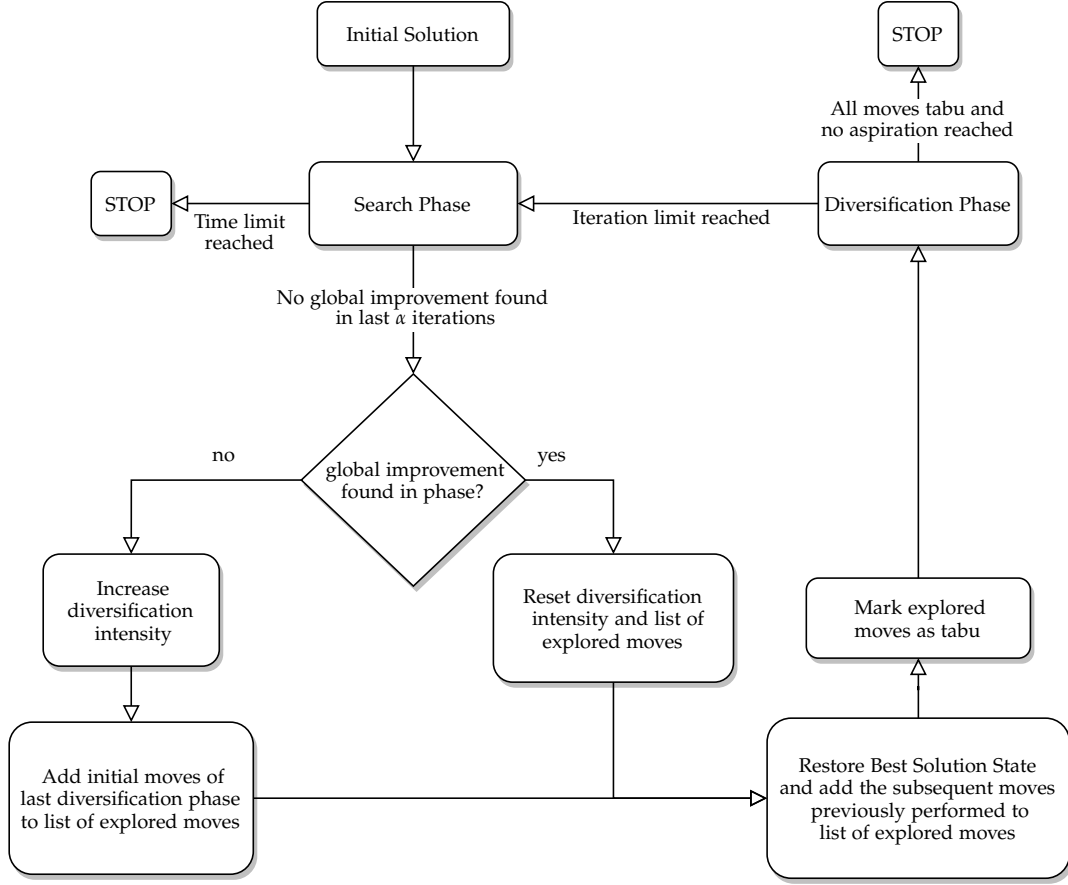 Initial Solution
STOP
All moves tabu and
no aspiration reached
STOP
Time limit
reached
Search Phase
Iteration limit reached
Diversification Phase
No global improvement found
in last α iterations
no
global improvement
found in phase?
yes
Increase
diversification
intensity
Reset diversification
intensity and list of
explored moves
Mark explored
moves as tabu
Add initial moves of
last diversification phase
to list of explored moves
Restore Best Solution State
and add the subsequent moves
previously performed to
list of explored moves